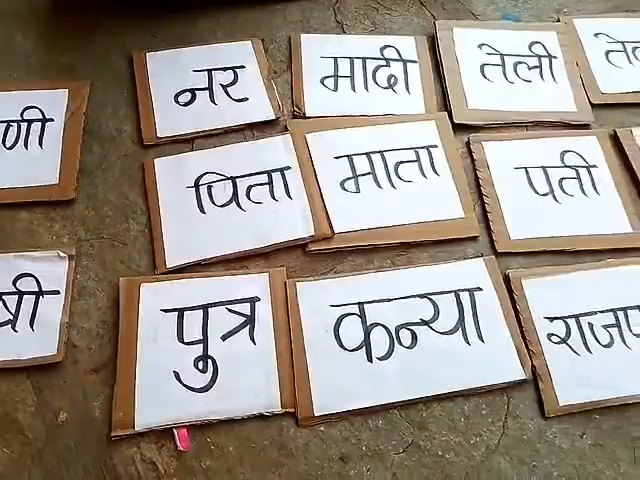 नर मादी तेली
णी पिता माता पती
पुत्र कन्या